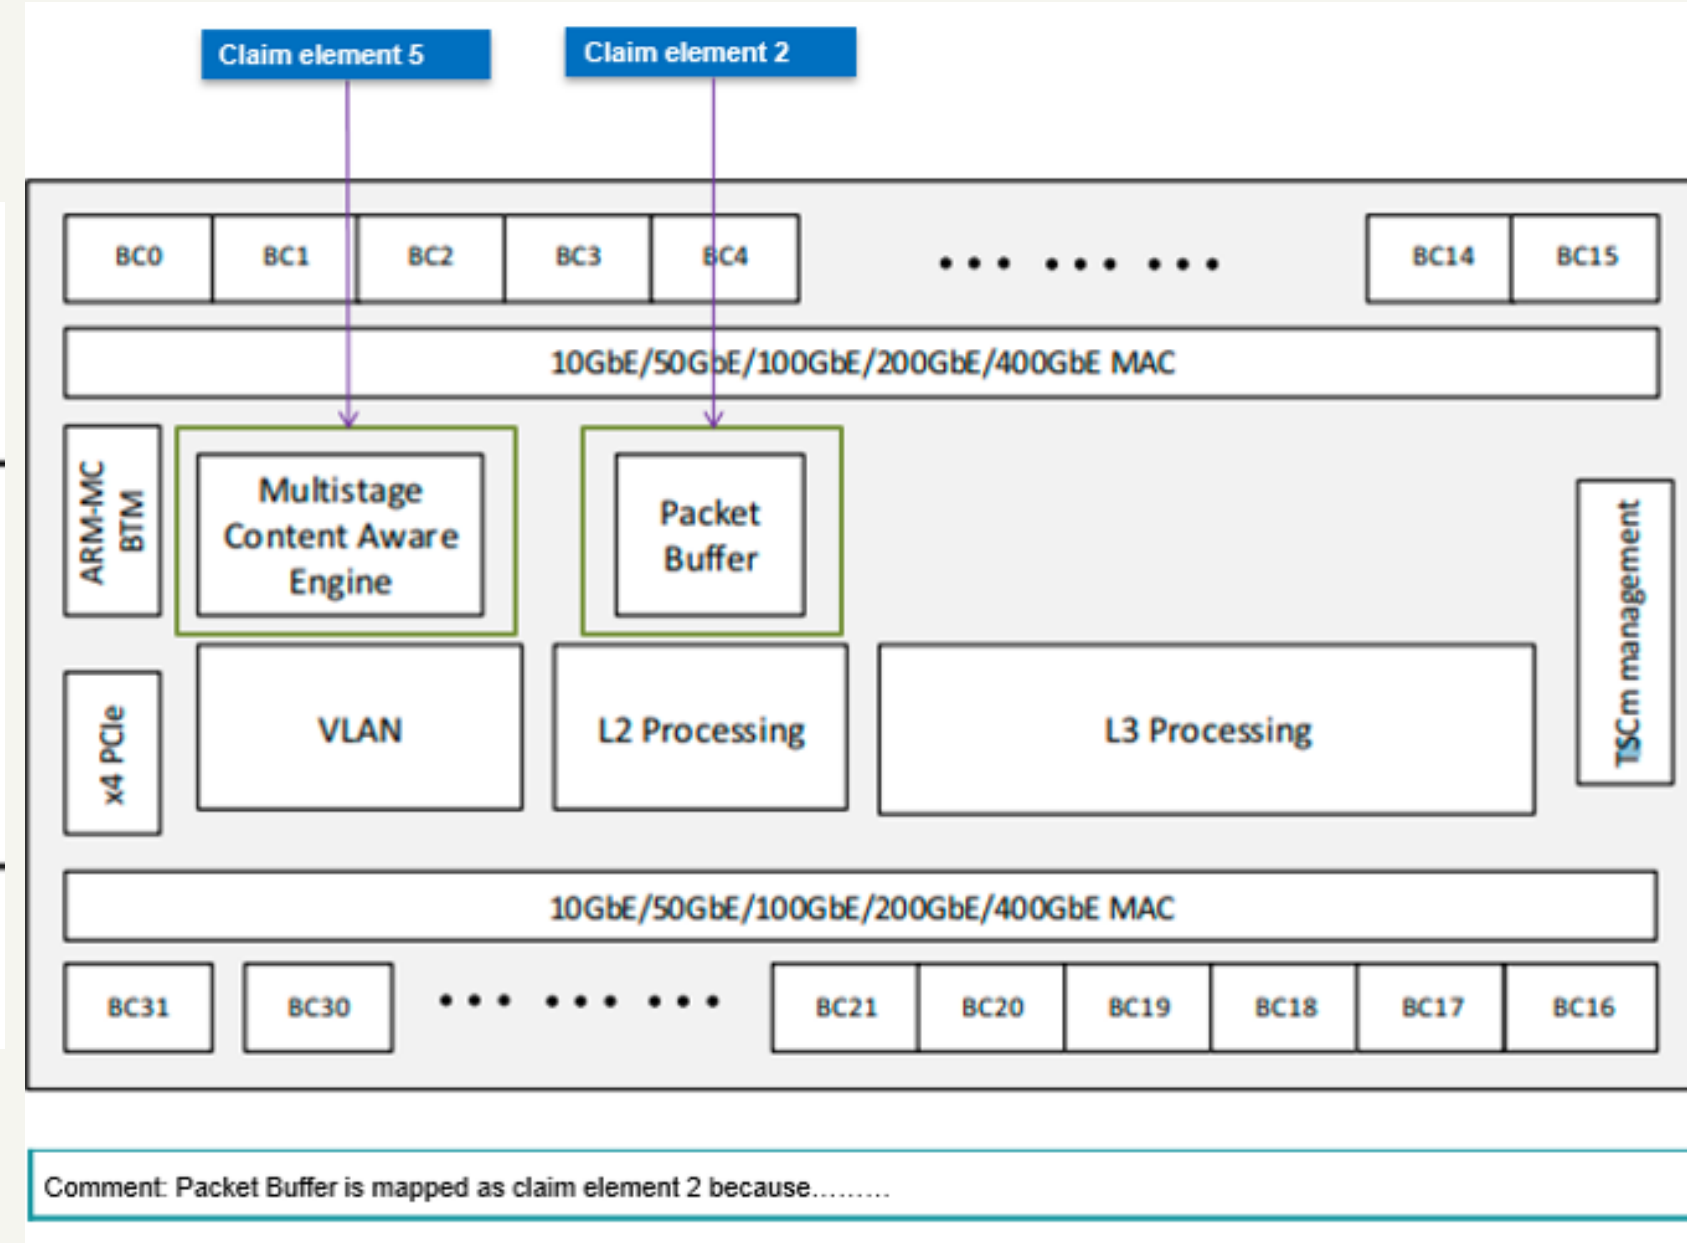 Claim element 5
Claim element 2
BC0
BC1
BC2
BC3
BC4
BC14
BC15
10GbE/50GbE/100GbE/200GbE/400GbE MAC
ARM-MC
BTM
Multistage
Content Aware
Engine
Packet
Buffer
TSCm management
x4 PCIe
VLAN
L2 Processing
L3 Processing
10GbE/50GbE/100GbE/200GbE/400GbE MAC
BC31
BC30
BC21
BC20
BC19
BC18
BC17
BC16
Comment: Packet Buffer is mapped as claim element 2 because.........